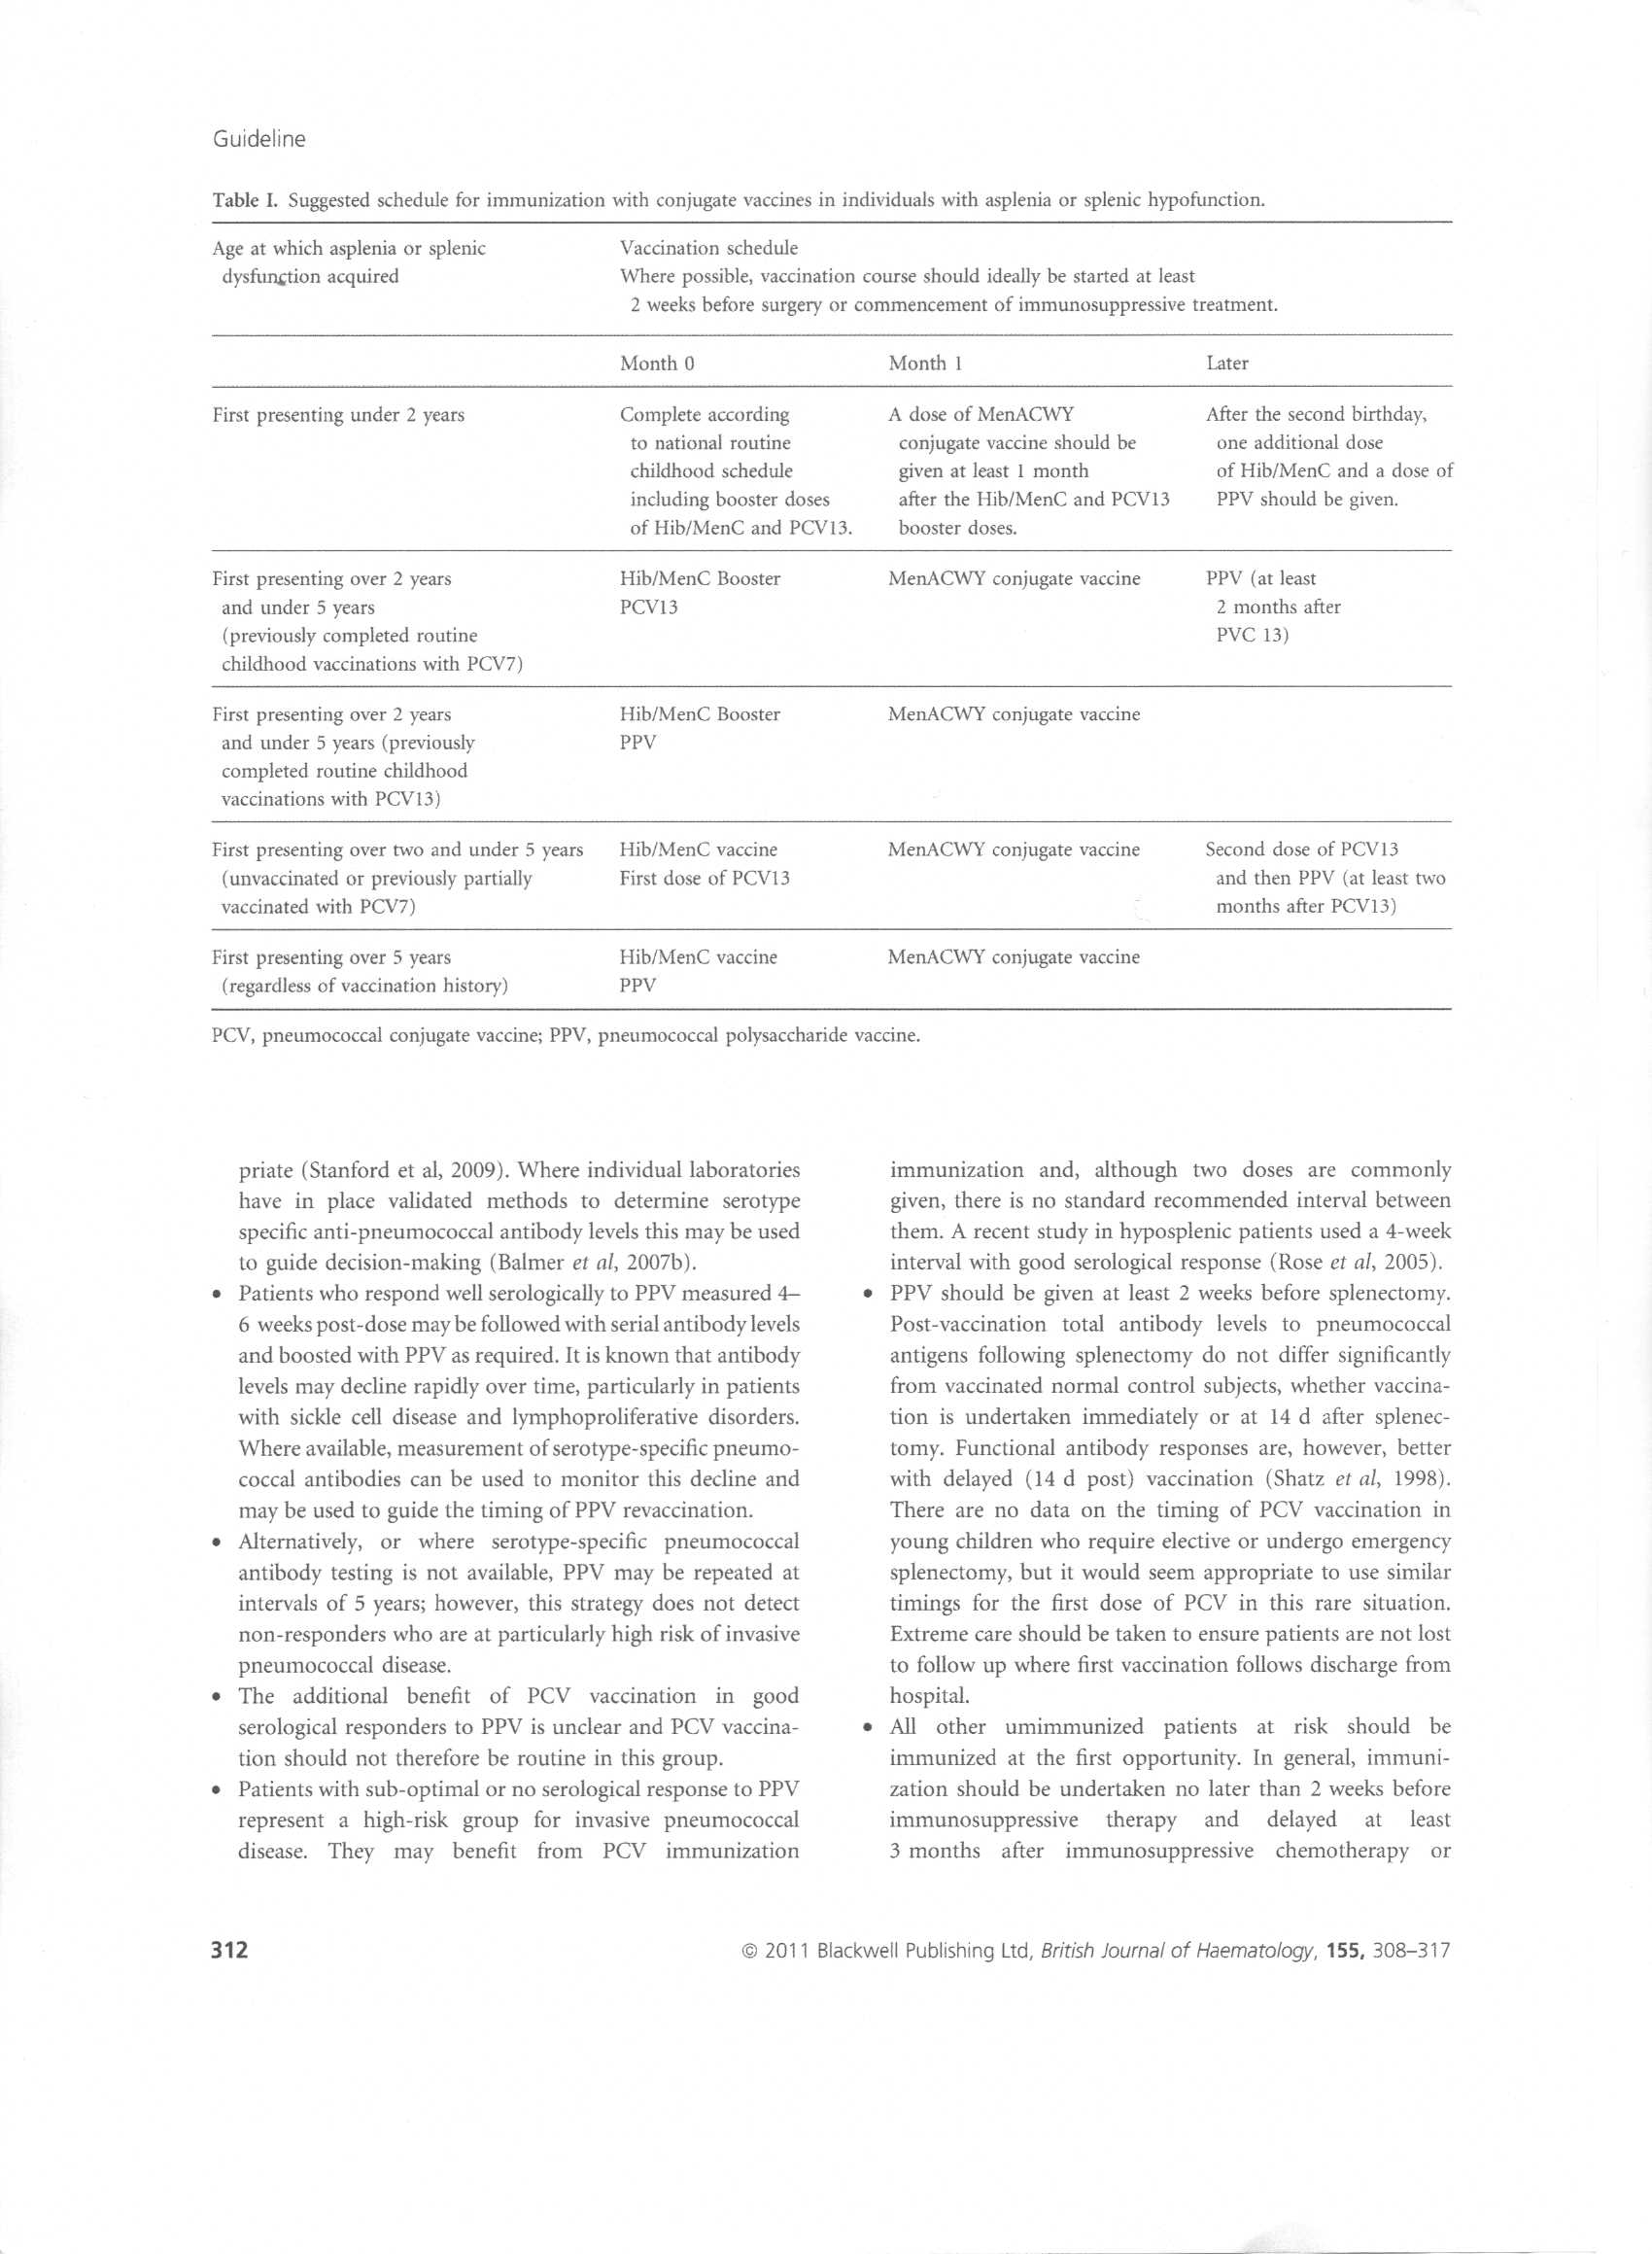 Guideline
Table I. Suggested schedule for immunization with conjugate vaccines in individuals with asplenia or splenic hypofunction.
Age at which asplenia or splenic
dysfunction acquired
Vaccination schedule
Where possible, vaccination course should ideally be started at least
2 weeks before surgery or commencement of immunosuppressive treatment.
Month 0
Month 1
Later
First presenting under 2 years
Complete according
to national routine
childhood schedule
including booster doses
of Hib/MenC and PCV13.
A dose of MenACWY
conjugate vaccine should be
given at least 1 month
after the Hib/MenC and PCV13
booster doses.
After the second birthday,
one additional dose
of Hib/MenC and a dose of
PPV should be given.
First presenting over 2 years
and under 5 years
(previously completed routine
childhood vaccinations with PCV7)
Hib/MenC Booster
PCV13
MenACWY conjugate vaccine
PPV (at least
2 months after
PVC 13)
First presenting over 2 years
and under 5 years (previously
completed routine childhood
vaccinations with PCV13)
Hib/MenC Booster
PPV
MenACWY conjugate vaccine
First presenting over two and under 5 years
(unvaccinated or previously partially
vaccinated with PCV7)
Hib/MenC vaccine
First dose of PCV13
MenACWY conjugate vaccine
Second dose of PCV13
and then PPV (at least two
months after PCV13)
First presenting over 5 years
(regardless of vaccination history)
Hib/MenC vaccine
PPV
MenACWY conjugate vaccine
PCV, pneumococcal conjugate vaccine; PPV, pneumococcal polysaccharide vaccine.
priate (Stanford et al, 2009). Where individual laboratories
have in place validated methods to determine serotype
specific anti-pneumococcal antibody levels this may be used
to guide decision-making (Balmer et al, 2007b).
• Patients who respond well serologically to PPV measured 4–
6 weeks post-dose may be followed with serial antibody levels
and boosted with PPV as required. It is known that antibody
levels may decline rapidly over time, particularly in patients
with sickle cell disease and lymphoproliferative disorders.
Where available, measurement of serotype-specific pneumo-
coccal antibodies can be used to monitor this decline and
may be used to guide the timing of PPV revaccination.
• Alternatively, or where serotype-specific pneumococcal
antibody testing is not available, PPV may be repeated at
intervals of 5 years; however, this strategy does not detect
non-responders who are at particularly high risk of invasive
pneumococcal disease.
• The additional benefit of PCV vaccination in good
serological responders to PPV is unclear and PCV vaccina-
tion should not therefore be routine in this group.
• Patients with sub-optimal or no serological response to PPV
represent a high-risk group for invasive pneumococcal
disease. They may benefit from PCV immunization
immunization and, although two doses are commonly
given, there is no standard recommended interval between
them. A recent study in hyposplenic patients used a 4-week
interval with good serological response (Rose et al, 2005).
• PPV should be given at least 2 weeks before splenectomy.
Post-vaccination total antibody levels to pneumococcal
antigens following splenectomy do not differ significantly
from vaccinated normal control subjects, whether vaccina-
tion is undertaken immediately or at 14 d after splenec-
tomy. Functional antibody responses are, however, better
with delayed (14 d post) vaccination (Shatz et al, 1998).
There are no data on the timing of PCV vaccination in
young children who require elective or undergo emergency
splenectomy, but it would seem appropriate to use similar
timings for the first dose of PCV in this rare situation.
Extreme care should be taken to ensure patients are not lost
to follow up where first vaccination follows discharge from
hospital.
• All other umimmunized patients at risk should be
immunized at the first opportunity. In general, immuni-
zation should be undertaken no later than 2 weeks before
immunosuppressive therapy and delayed at least
3 months after immunosuppressive chemotherapy or
312
© 2011 Blackwell Publishing Ltd, British Journal of Haematology, 155, 308–317